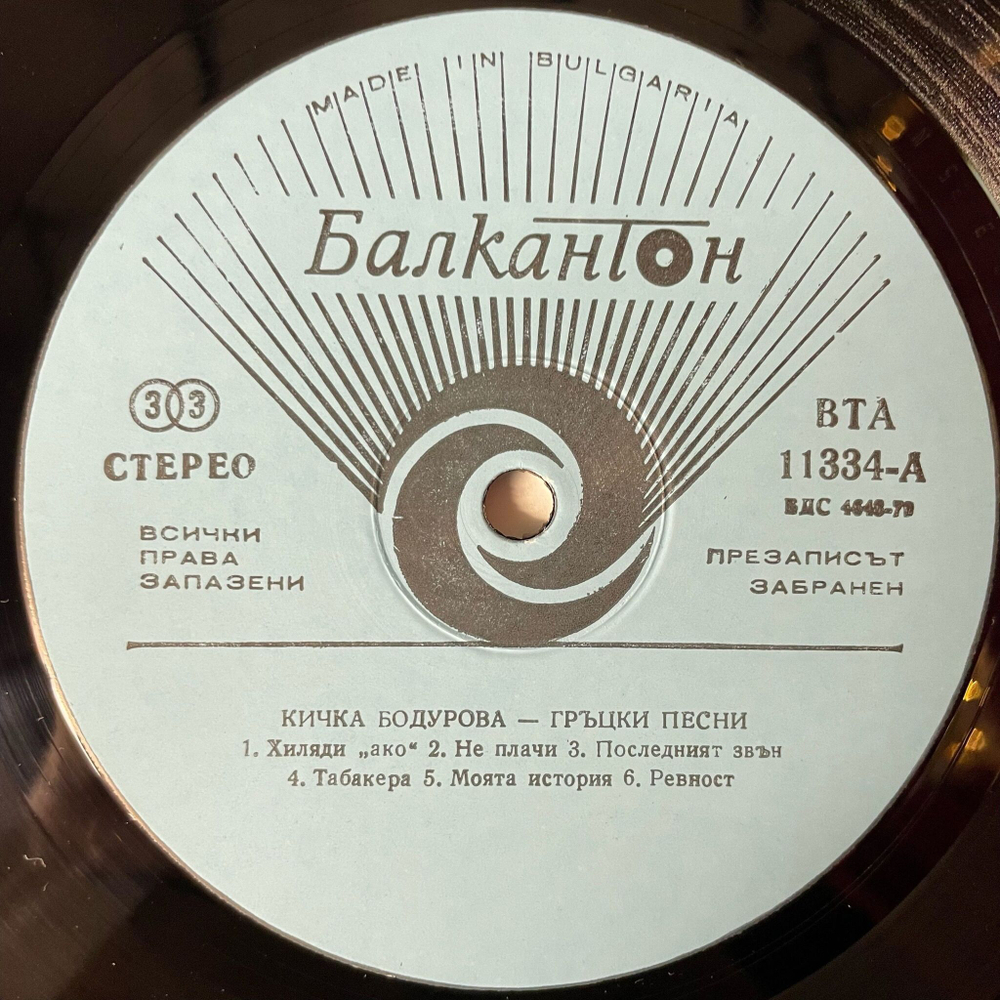 MADE IN BULGARIA
Балкантон
33
СТЕРЕО
ВСИЧКИ
ПРАВА
ЗАПАЗЕНИ
ВТА
11334-А
БДС 4648-79
ПРЕЗАПИСЪТ
ЗАБРАНЕН
КИЧКА БОДУРОВА — ГРЪЦКИ ПЕСНИ
1. Хиляди „ако“ 2. Не плачи 3. Последният звън
4. Табакера 5. Моята история 6. Ревност